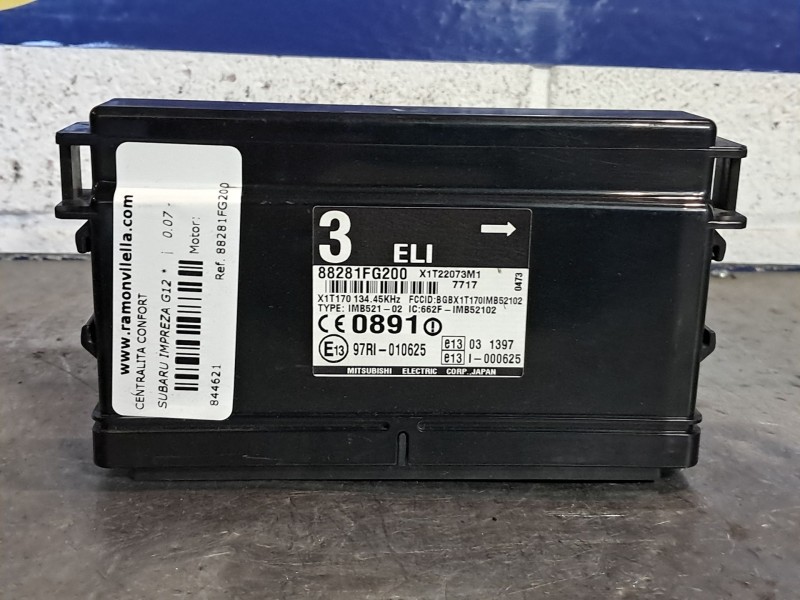 www.ramonvilella.com
CENTRALITA CONFORT
SUBARU IMPREZA G12 * | 0.07 -
Motor:
844621
Ref. 88281FG200
3
ELI
88281FG200 X1T22073M1
7717
0473
X1T170 134.45KHz FCCID:BGBX1T170IMB52102
TYPE: IMB521-02 IC:662F-IMB52102
CE 0891
E13 97RI-010625
e13 03 1397
e13 I-000625
MITSUBISHI ELECTRIC CORP.,JAPAN